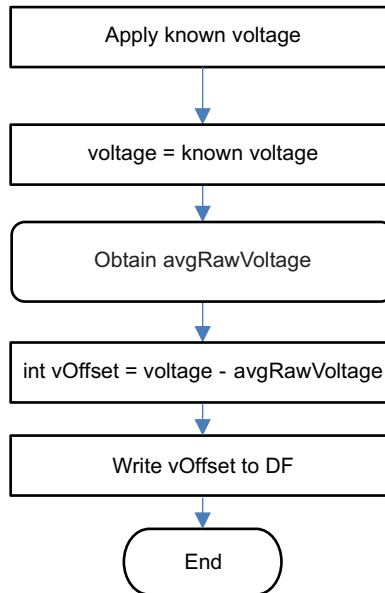 Apply known voltage
voltage = known voltage
Obtain avgRawVoltage
int vOffset = voltage - avgRawVoltage
Write vOffset to DF
End